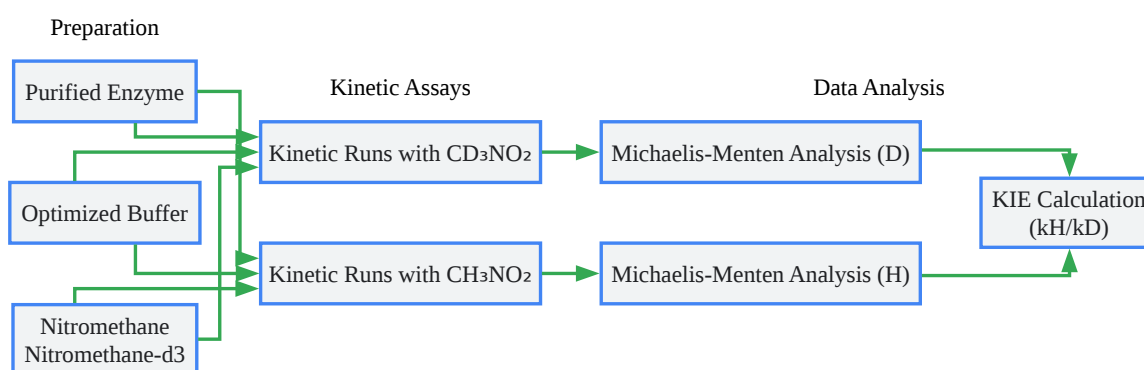 Preparation
Purified Enzyme
Optimized Buffer
Nitromethane
Nitromethane-d3
Kinetic Assays
Kinetic Runs with CD₃NO₂
Kinetic Runs with CH₃NO₂
Data Analysis
Michaelis-Menten Analysis (D)
Michaelis-Menten Analysis (H)
KIE Calculation
(kH/kD)